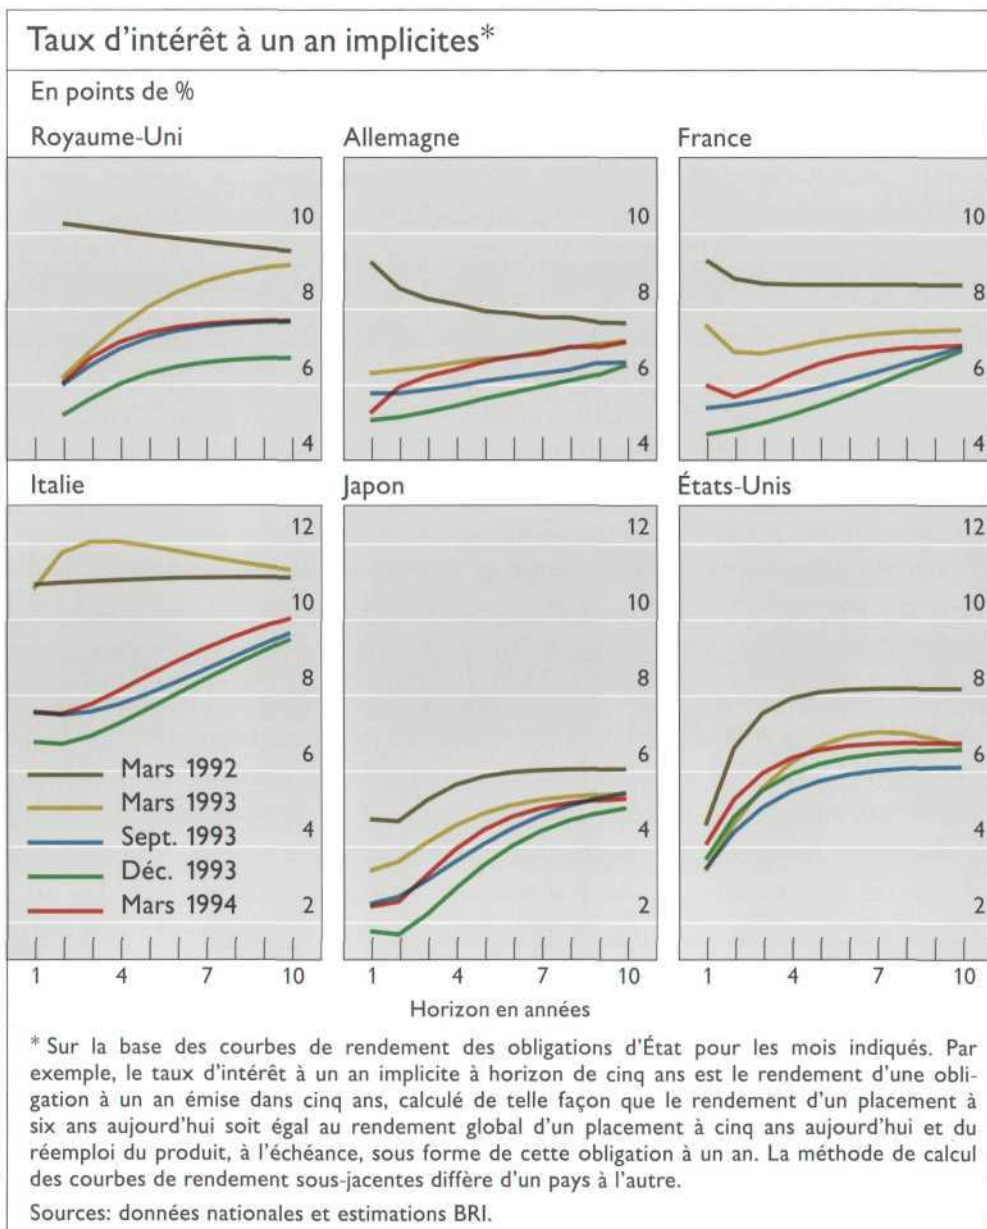 Taux d'intérêt à un an implicites*
En points de %
Royaume-Uni
Allemagne
France
10
8
6
4
10
8
6
4
10
8
6
4
Italie
Japon
États-Unis
12
10
8
6
4
2
12
10
8
6
4
2
12
10
8
6
4
2
Mars 1992
Mars 1993
Sept. 1993
Déc. 1993
Mars 1994
1 4 7 10
1 4 7 10
1 4 7 10
Horizon en années
* Sur la base des courbes de rendement des obligations d'État pour les mois indiqués. Par
exemple, le taux d'intérêt à un an implicite à horizon de cinq ans est le rendement d'une obli-
gation à un an émise dans cinq ans, calculé de telle façon que le rendement d'un placement à
six ans aujourd'hui soit égal au rendement global d'un placement à cinq ans aujourd'hui et du
réemploi du produit, à l'échéance, sous forme de cette obligation à un an. La méthode de calcul
des courbes de rendement sous-jacentes diffère d'un pays à l'autre.
Sources: données nationales et estimations BRI.